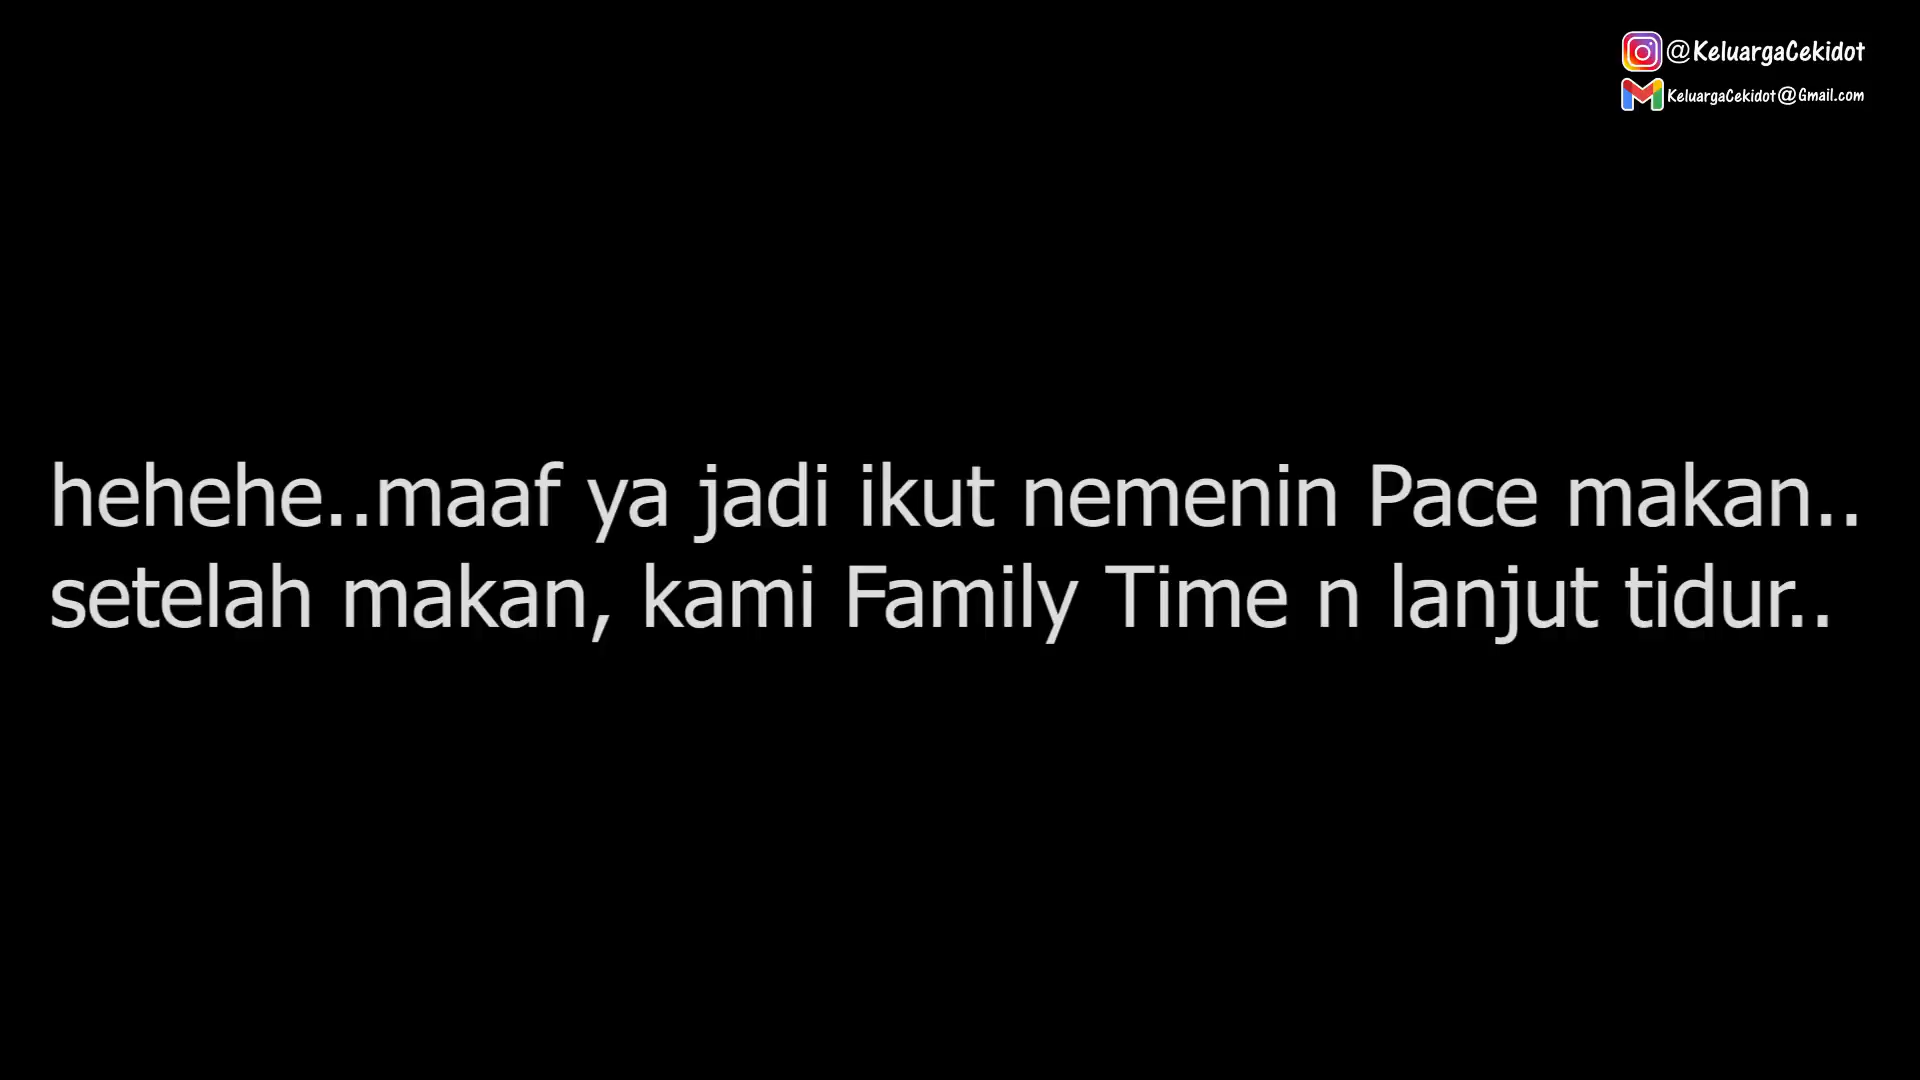 @KeluargaCekidot
KeluargaCekidot@Gmail.com
hehehe..maaf ya jadi ikut nemenin Pace makan..
setelah makan, kami Family Time n lanjut tidur..